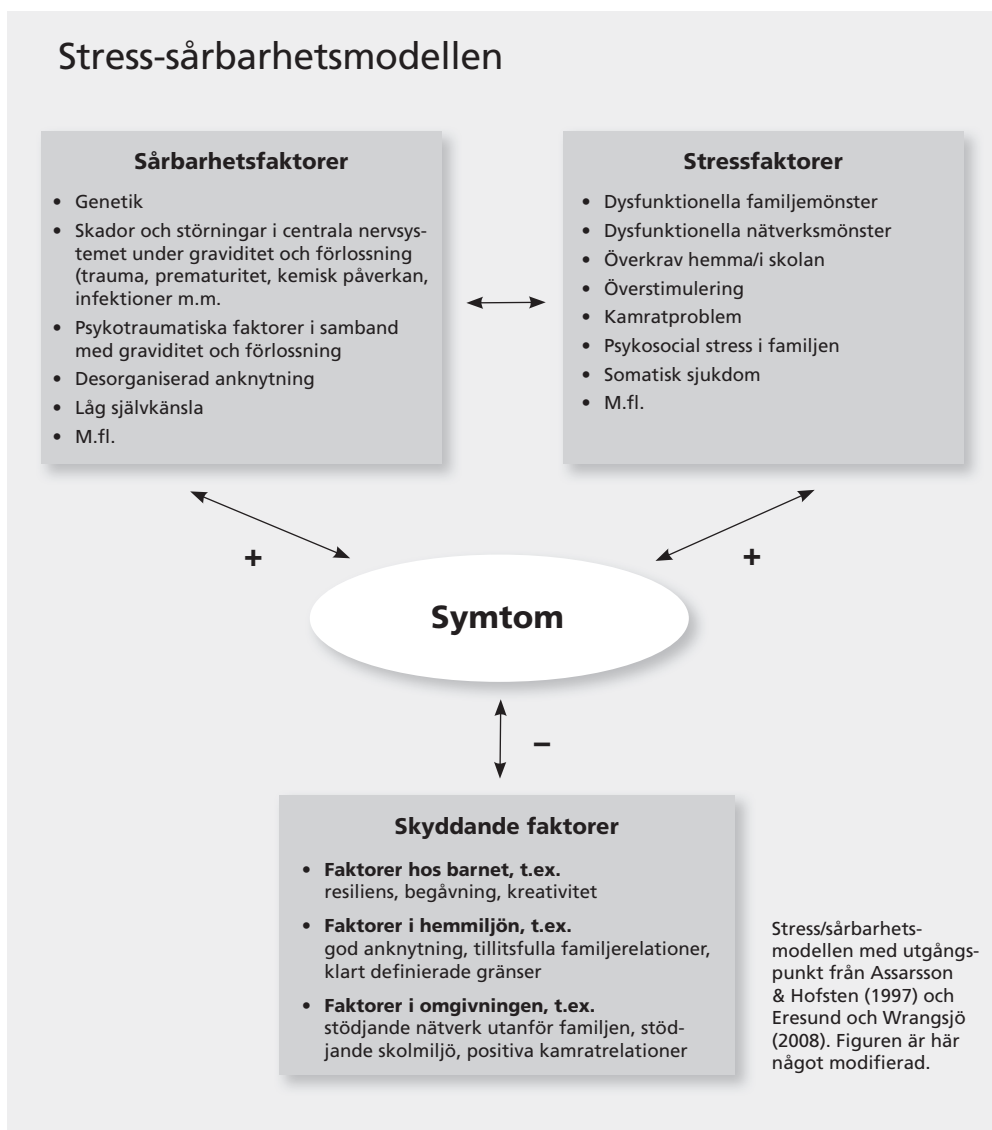 Stress-sårbarhetsmodellen
Sårbarhetsfaktorer
• Genetik
• Skador och störningar i centrala nervsys-
temet under graviditet och förlossning
(trauma, prematuritet, kemisk påverkan,
infektioner m.m.
• Psykotraumatiska faktorer i samband
med graviditet och förlossning
• Desorganiserad anknytning
• Låg självkänsla
• M.fl.
Stressfaktorer
• Dysfunktionella familjemönster
• Dysfunktionella nätverksmönster
• Överkrav hemma/i skolan
• Överstimulering
• Kamratproblem
• Psykosocial stress i familjen
• Somatisk sjukdom
• M.fl.
+
+
Symtom
–
Skyddande faktorer
• Faktorer hos barnet, t.ex.
resiliens, begåvning, kreativitet
• Faktorer i hemmiljön, t.ex.
god anknytning, tillitsfulla familjerelationer,
klart definierade gränser
• Faktorer i omgivningen, t.ex.
stödjande nätverk utanför familjen, stöd-
jande skolmiljö, positiva kamratrelationer
Stress/sårbarhets-
modellen med utgångs-
punkt från Assarsson
& Hofsten (1997) och
Eresund och Wrangsjö
(2008). Figuren är här
något modifierad.